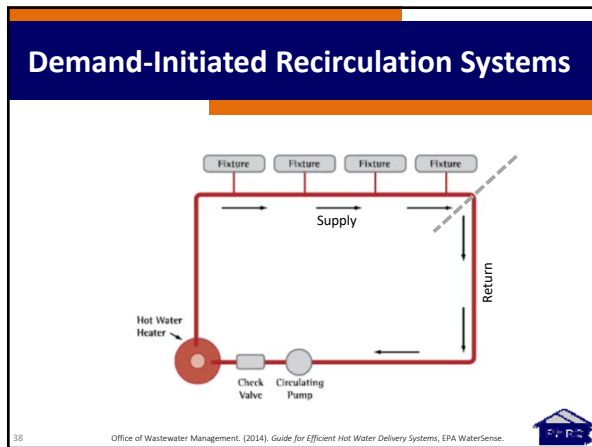 Demand-Initiated Recirculation Systems
Fixture Fixture Fixture Fixture
Supply
Return
Hot Water
Heater
Check
Valve
Circulating
Pump
38
Office of Wastewater Management. (2014). Guide for Efficient Hot Water Delivery Systems, EPA WaterSense.